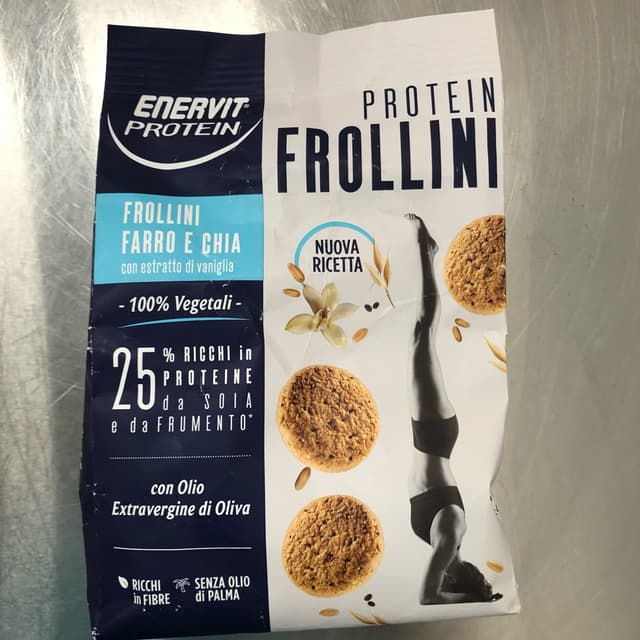 ENERVIT
PROTEIN
PROTEIN
FROLLINI
FROLLINI
FARRO E CHIA
con estratto di vaniglia
- 100% Vegetali -
25% RICCHI in
PROTEINE
da SOIA
e da FRUMENTO*
con Olio
Extravergine di Oliva
RICCHI
in FIBRE
SENZA OLIO
di PALMA
NUOVA
RICETTA